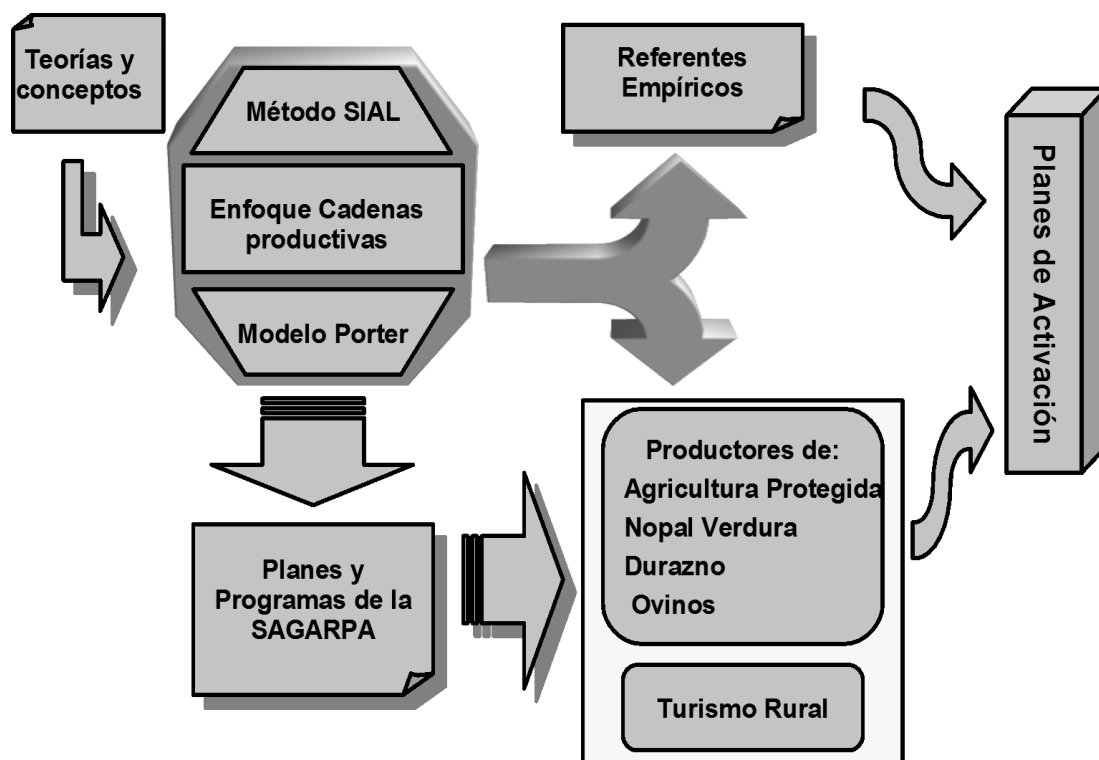 Teorías y
conceptos
Método SIAL
Enfoque Cadenas
productivas
Modelo Porter
Referentes
Empíricos
Planes de Activación
Planes y
Programas de la
SAGARPA
Productores de:
Agricultura Protegida
Nopal Verdura
Durazno
Ovinos
Turismo Rural